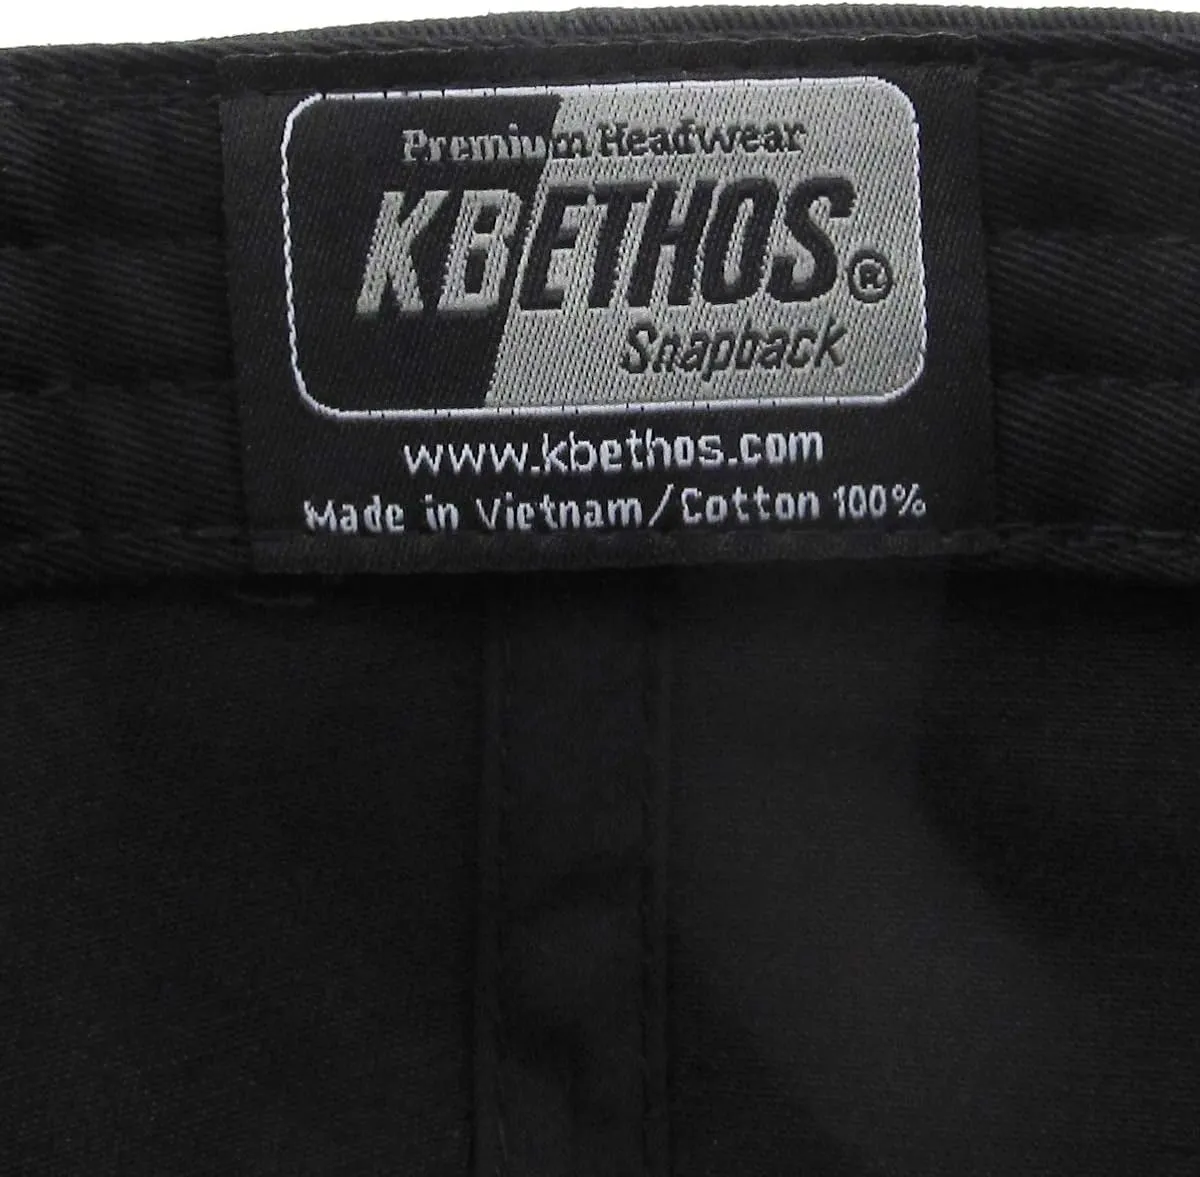 Premium Headwear
KBETHOS®
Snapback
www.kbethos.com
Made in Vietnam/Cotton 100%